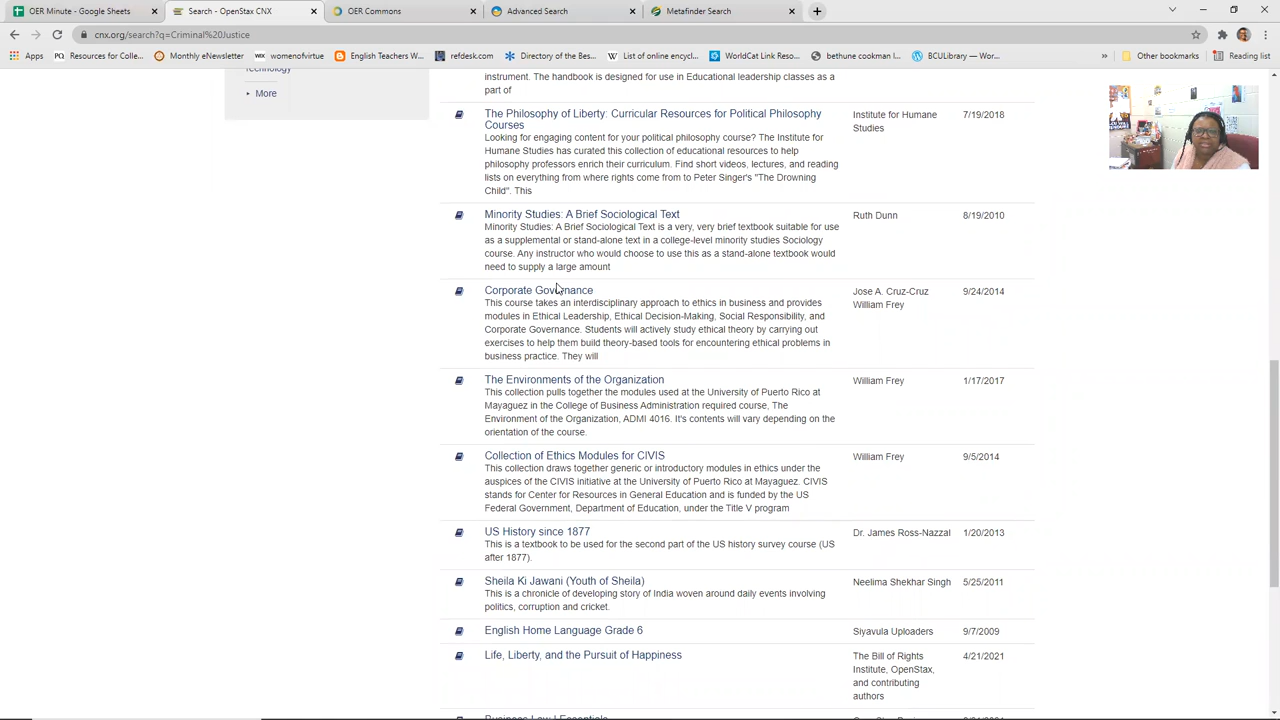 OER Minute - Google Sheets
Search - OpenStax CNX
OER Commons
Advanced Search
Metafinder Search
cnx.org/search?q=Criminal%20Justice
Apps
Resources for Colle...
Monthly eNewsletter
womenofvirtue
English Teachers W...
refdesk.com
Directory of the Bes...
List of online encycl...
WorldCat Link Reso...
bethune cookman l...
BCULibrary — Wor...
Other bookmarks
Reading list
Technology
More
instrument. The handbook is designed for use in Educational leadership classes as a
part of
The Philosophy of Liberty: Curricular Resources for Political Philosophy
Courses
Looking for engaging content for your political philosophy course? The Institute for
Humane Studies has curated this collection of educational resources to help
philosophy professors enrich their curriculum. Find short videos, lectures, and reading
lists on everything from where rights come from to Peter Singer's "The Drowning
Child". This
Institute for Humane
Studies
7/19/2018
Minority Studies: A Brief Sociological Text
Minority Studies: A Brief Sociological Text is a very, very brief textbook suitable for use
as a supplemental or stand-alone text in a college-level minority studies Sociology
course. Any instructor who would choose to use this as a stand-alone textbook would
need to supply a large amount
Ruth Dunn
8/19/2010
Corporate Governance
This course takes an interdisciplinary approach to ethics in business and provides
modules in Ethical Leadership, Ethical Decision-Making, Social Responsibility, and
Corporate Governance. Students will actively study ethical theory by carrying out
exercises to help them build theory-based tools for encountering ethical problems in
business practice. They will
Jose A. Cruz-Cruz
William Frey
9/24/2014
The Environments of the Organization
This collection pulls together the modules used at the University of Puerto Rico at
Mayaguez in the College of Business Administration required course, The
Environment of the Organization, ADMI 4016. It's contents will vary depending on the
orientation of the course.
William Frey
1/17/2017
Collection of Ethics Modules for CIVIS
This collection draws together generic or introductory modules in ethics under the
auspices of the CIVIS initiative at the University of Puerto Rico at Mayaguez. CIVIS
stands for Center for Resources in General Education and is funded by the US
Federal Government, Department of Education, under the Title V program
William Frey
9/5/2014
US History since 1877
This is a textbook to be used for the second part of the US history survey course (US
after 1877).
Dr. James Ross-Nazzal
1/20/2013
Sheila Ki Jawani (Youth of Sheila)
This is a chronicle of developing story of India woven around daily events involving
politics, corruption and cricket.
Neelima Shekhar Singh
5/25/2011
English Home Language Grade 6
Siyavula Uploaders
9/7/2009
Life, Liberty, and the Pursuit of Happiness
The Bill of Rights
Institute, OpenStax,
and contributing
authors
4/21/2021
Business Law I Essentials